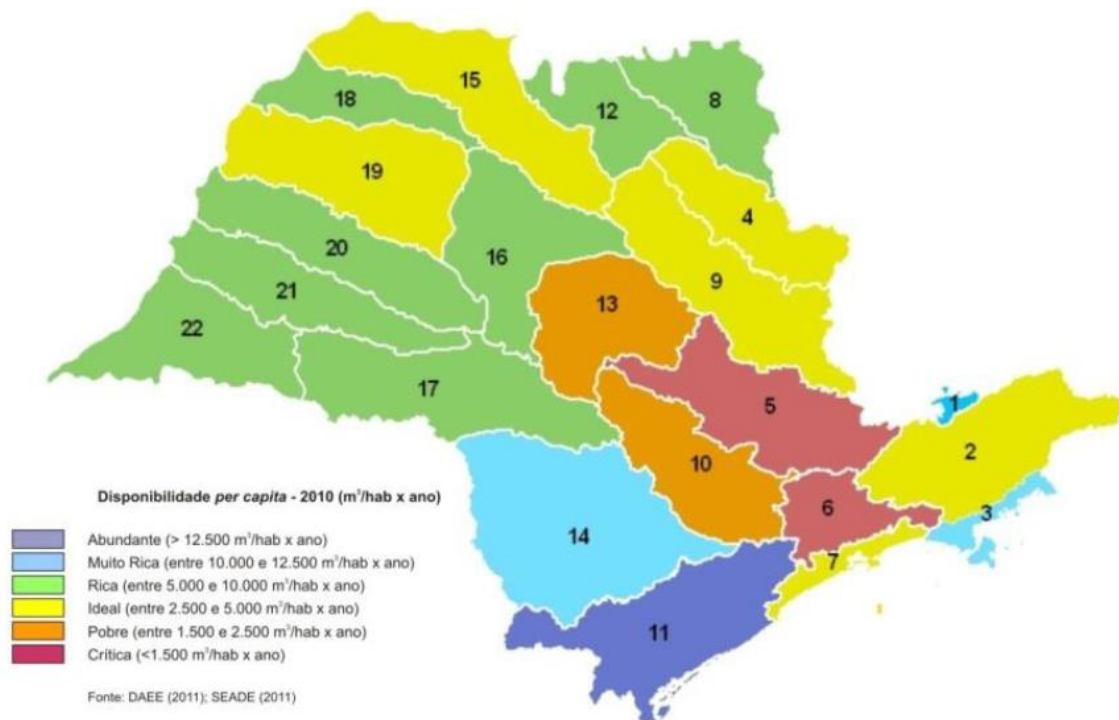 15
18
12
8
19
4
20
16
9
21
13
22
17
5
1
2
10
6
3
14
7
11
Disponibilidade per capita - 2010 (m³/hab x ano)
Abundante (> 12.500 m³/hab x ano)
Muito Rica (entre 10.000 e 12.500 m³/hab x ano)
Rica (entre 5.000 e 10.000 m³/hab x ano)
Ideal (entre 2.500 e 5.000 m³/hab x ano)
Pobre (entre 1.500 e 2.500 m³/hab x ano)
Crítica (<1.500 m³/hab x ano)
Fonte: DAEE (2011); SEADE (2011)